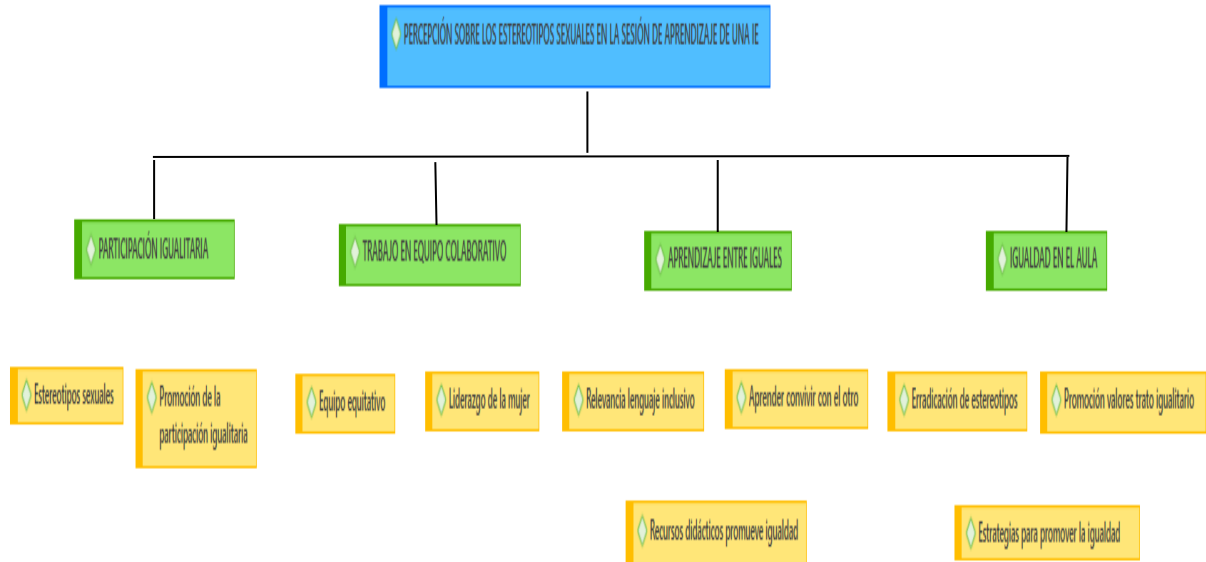 PERCEPCIÓN SOBRE LOS ESTEREOTIPOS SEXUALES EN LA SESIÓN DE APRENDIZAJE DE UNA IE
PARTICIPACIÓN IGUALITARIA
TRABAJO EN EQUIPO COLABORATIVO
APRENDIZAJE ENTRE IGUALES
IGUALDAD EN EL AULA
Estereotipos sexuales
Promoción de la
participación igualitaria
Equipo equitativo
Liderazgo de la mujer
Relevancia lenguaje inclusivo
Aprender convivir con el otro
Erradicación de estereotipos
Promoción valores trato igualitario
Recursos didácticos promueve igualdad
Estrategias para promover la igualdad